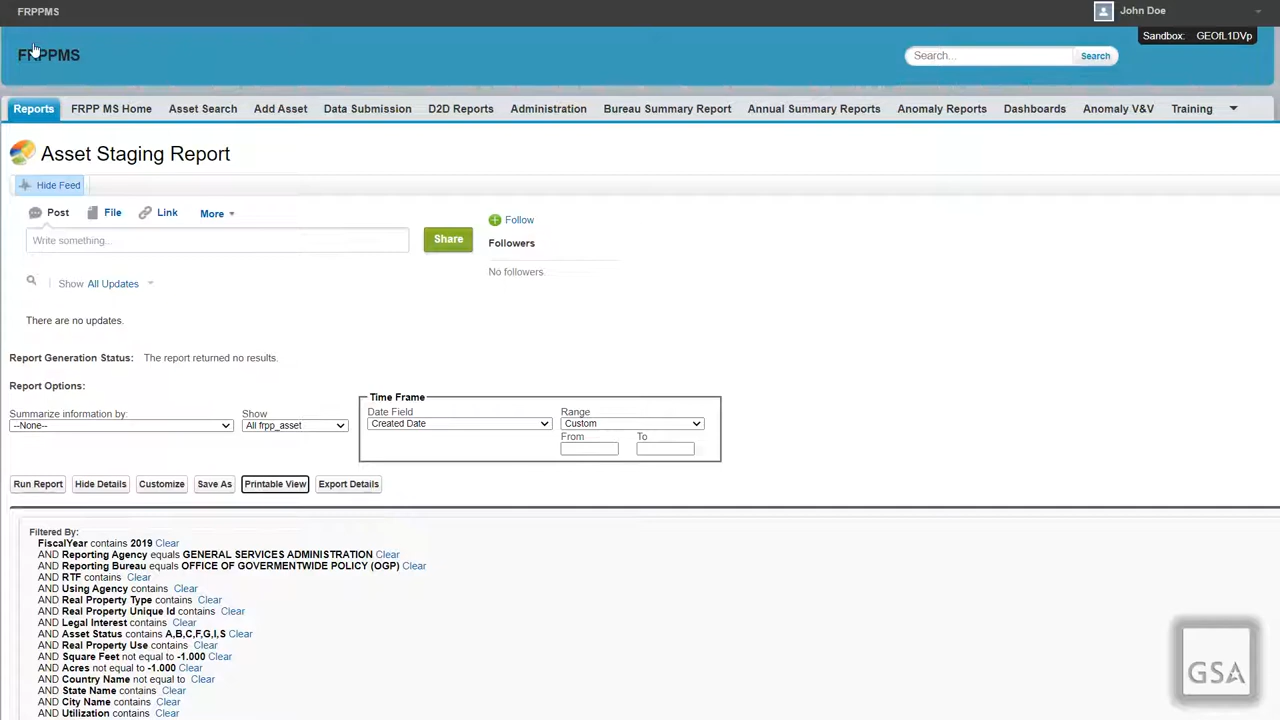 FRPPMS
John Doe
Sandbox: GEOfL1DVp
FRPPMS
Search... Search
Reports FRPP MS Home Asset Search Add Asset Data Submission D2D Reports Administration Bureau Summary Report Annual Summary Reports Anomaly Reports Dashboards Anomaly V&V Training
Asset Staging Report
Hide Feed
Post File Link More
Write something...
Share
Follow
Followers
No followers.
Show All Updates
There are no updates.
Report Generation Status: The report returned no results.
Report Options:
Summarize information by:
--None--
Show
All frpp_asset
Time Frame
Date Field
Created Date
Range
Custom
From To
Run Report Hide Details Customize Save As Printable View Export Details
Filtered By:
FiscalYear contains 2019 Clear
AND Reporting Agency equals GENERAL SERVICES ADMINISTRATION Clear
AND Reporting Bureau equals OFFICE OF GOVERMENTWIDE POLICY (OGP) Clear
AND RTF contains Clear
AND Using Agency contains Clear
AND Real Property Type contains Clear
AND Real Property Unique Id contains Clear
AND Legal Interest contains Clear
AND Asset Status contains A,B,C,F,G,I,S Clear
AND Real Property Use contains Clear
AND Square Feet not equal to -1.000 Clear
AND Acres not equal to -1.000 Clear
AND Country Name not equal to Clear
AND State Name contains Clear
AND City Name contains Clear
AND Utilization contains Clear
GSA